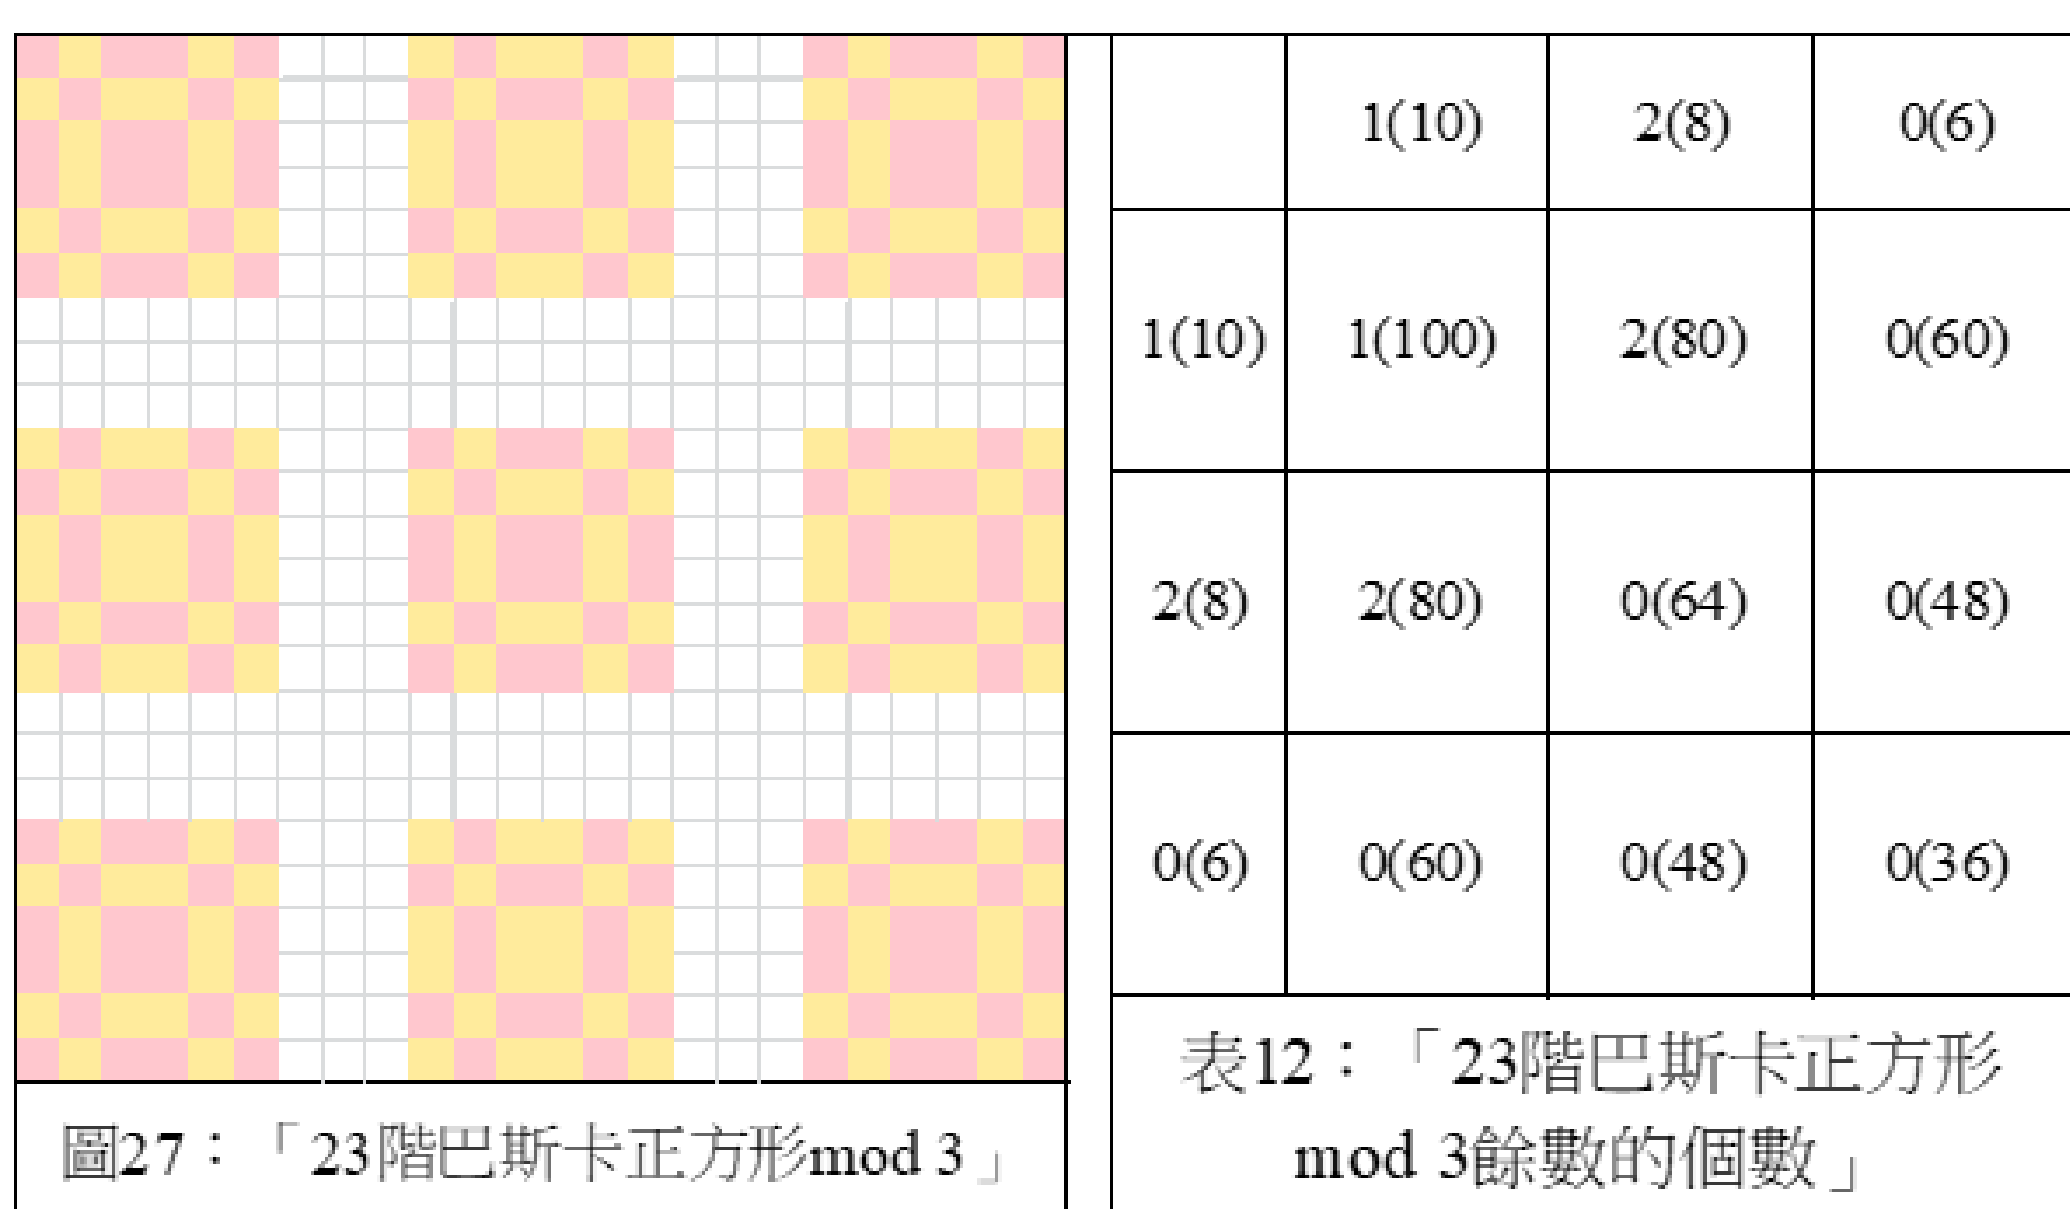 1(10) 2(8) 0(6)
1(10) 1(100) 2(80) 0(60)
2(8) 2(80) 0(64) 0(48)
0(6) 0(60) 0(48) 0(36)
表12：「23階巴斯卡正方形
mod 3餘數的個數」
圖27：「23階巴斯卡正方形mod 3」